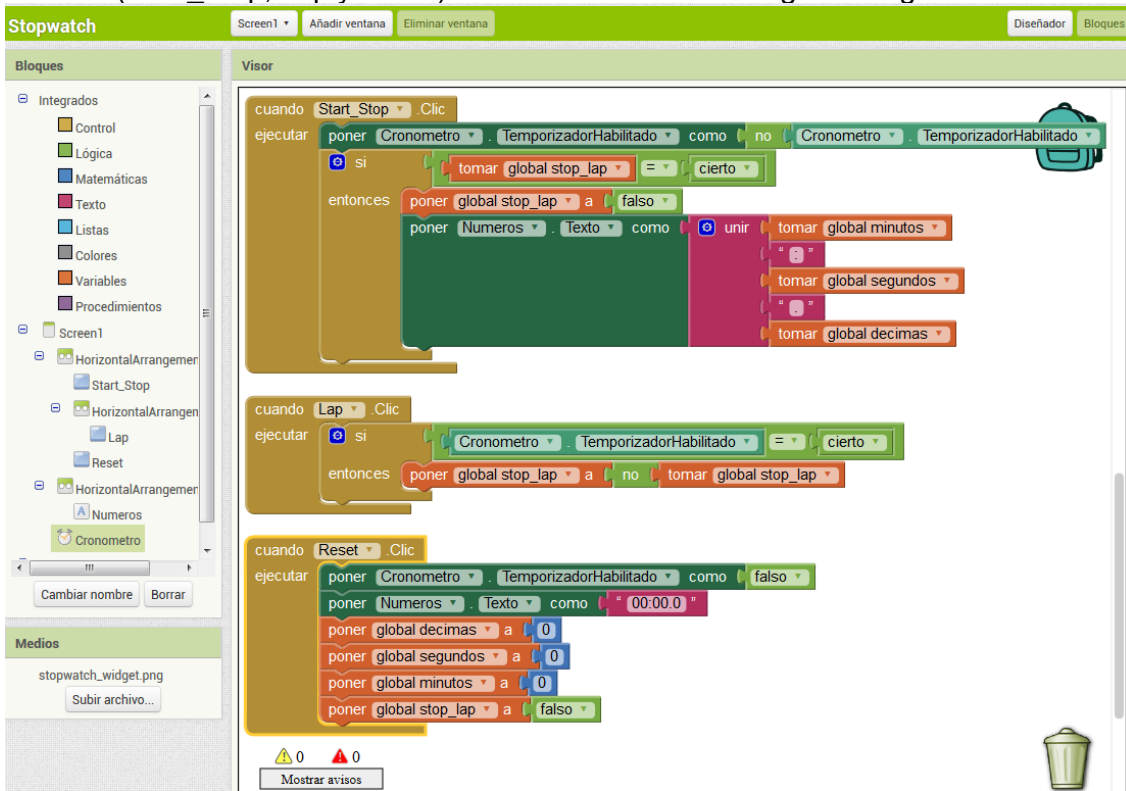 Stopwatch Screen1 Añadir ventana Eliminar ventana Diseñador Bloques
Bloques
Integrados
Control
Lógica
Matemáticas
Texto
Listas
Colores
Variables
Procedimientos
Screen1
HorizontalArrangemen
Start_Stop
HorizontalArrangen
Lap
Reset
HorizontalArrangemen
Numeros
Cronometro
Cambiar nombre Borrar
Medios
stopwatch_widget.png
Subir archivo...
Visor
cuando Start_Stop .Clic
ejecutar poner Cronometro . TemporizadorHabilitado como no Cronometro . TemporizadorHabilitado
si tomar global stop_lap = cierto
entonces poner global stop_lap a falso
poner Numeros . Texto como unir tomar global minutos
" : "
tomar global segundos
" . "
tomar global decimas
cuando Lap .Clic
ejecutar si Cronometro . TemporizadorHabilitado = cierto
entonces poner global stop_lap a no tomar global stop_lap
cuando Reset .Clic
ejecutar poner Cronometro . TemporizadorHabilitado como falso
poner Numeros . Texto como " 00:00.0 "
poner global decimas a 0
poner global segundos a 0
poner global minutos a 0
poner global stop_lap a falso
0 0
Mostrar avisos